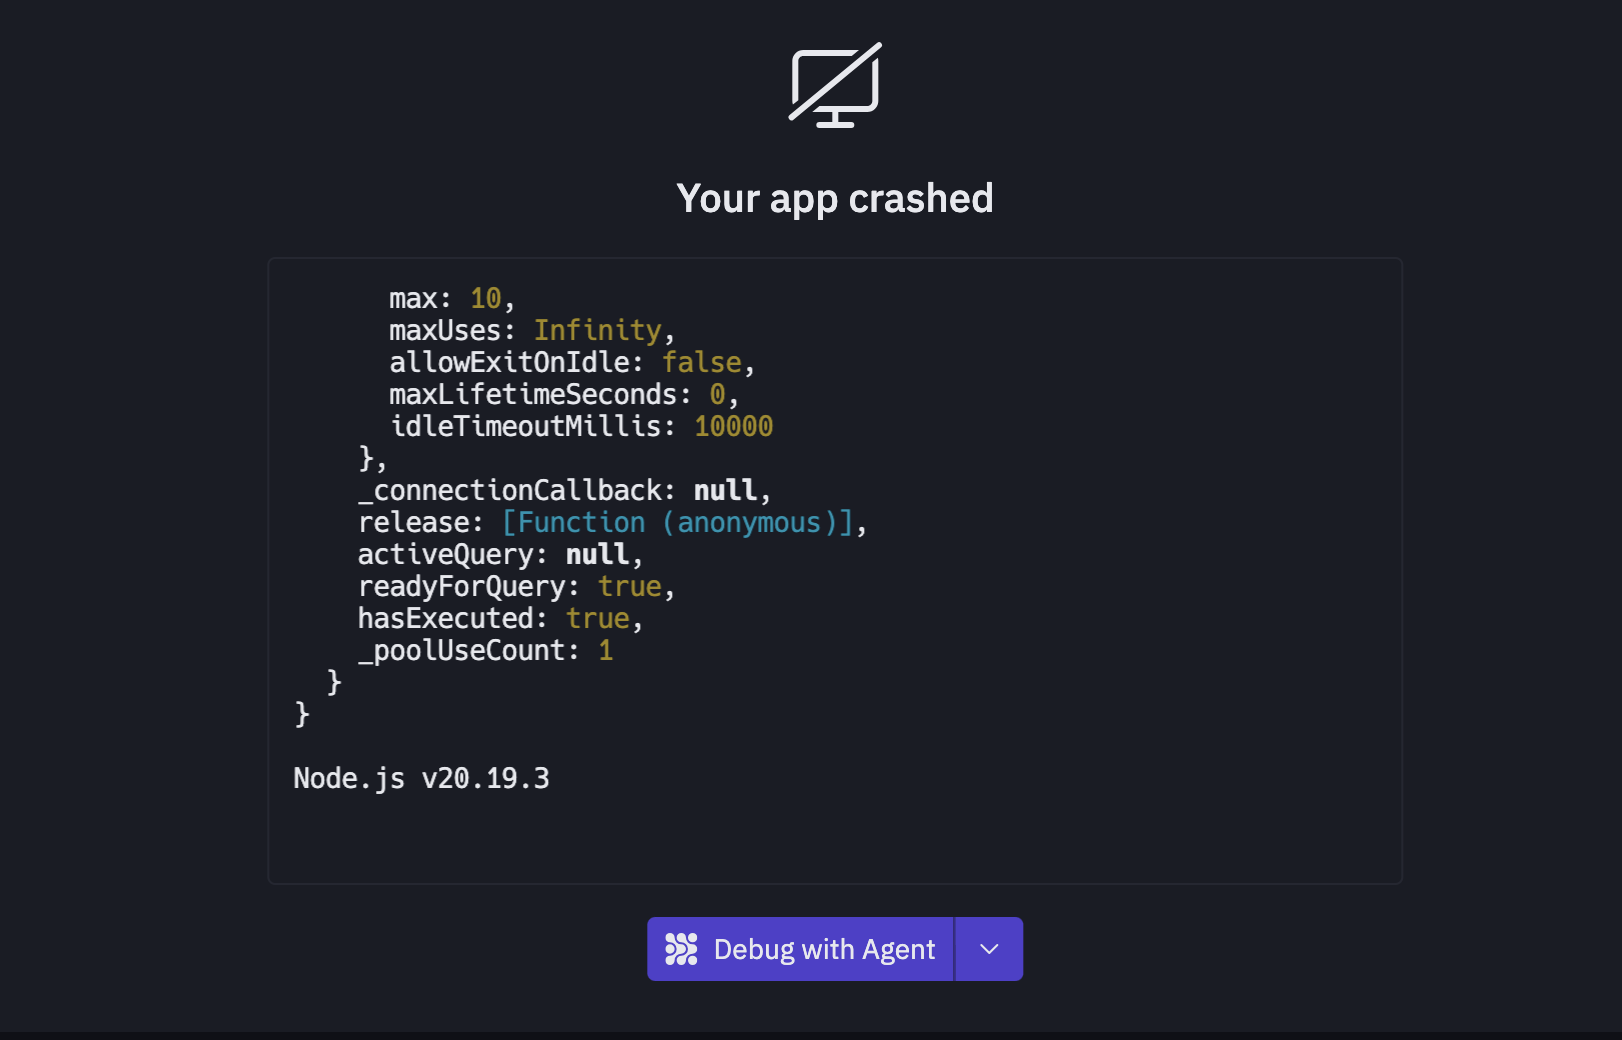 Your app crashed
max: 10,
maxUses: Infinity,
allowExitOnIdle: false,
maxLifetimeSeconds: 0,
idleTimeoutMillis: 10000
},
_connectionCallback: null,
release: [Function (anonymous)],
activeQuery: null,
readyForQuery: true,
hasExecuted: true,
_poolUseCount: 1
}
}
Node.js v20.19.3
Debug with Agent